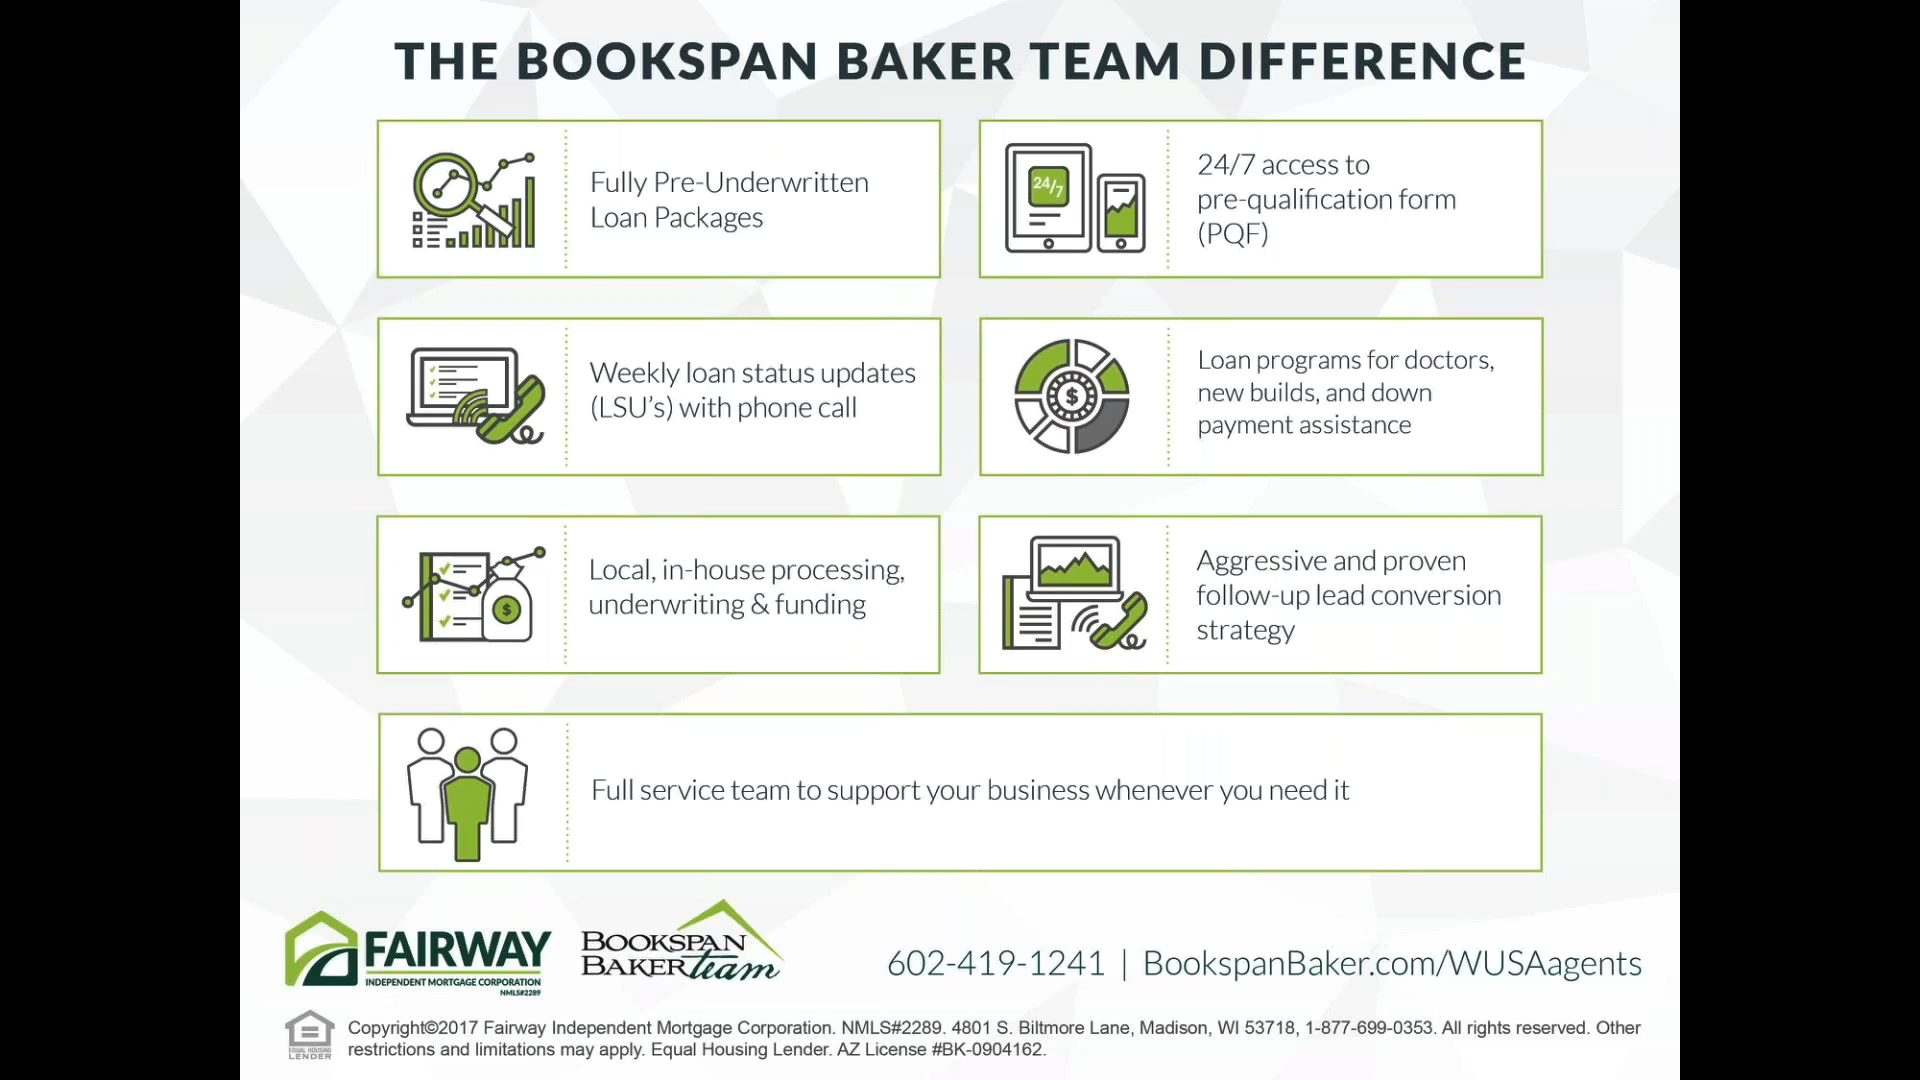 THE BOOKSPAN BAKER TEAM DIFFERENCE
Fully Pre-Underwritten
Loan Packages
24/7
24/7 access to
pre-qualification form
(PQF)
Weekly loan status updates
(LSU's) with phone call
$
Loan programs for doctors,
new builds, and down
payment assistance
$
Local, in-house processing,
underwriting & funding
Aggressive and proven
follow-up lead conversion
strategy
Full service team to support your business whenever you need it
FAIRWAY
INDEPENDENT MORTGAGE CORPORATION
NMLS#2289
BOOKSPAN
BAKER team
602-419-1241 | BookspanBaker.com/WUSAagents
EQUAL HOUSING
LENDER
Copyright©2017 Fairway Independent Mortgage Corporation. NMLS#2289. 4801 S. Biltmore Lane, Madison, WI 53718, 1-877-699-0353. All rights reserved. Other
restrictions and limitations may apply. Equal Housing Lender. AZ License #BK-0904162.